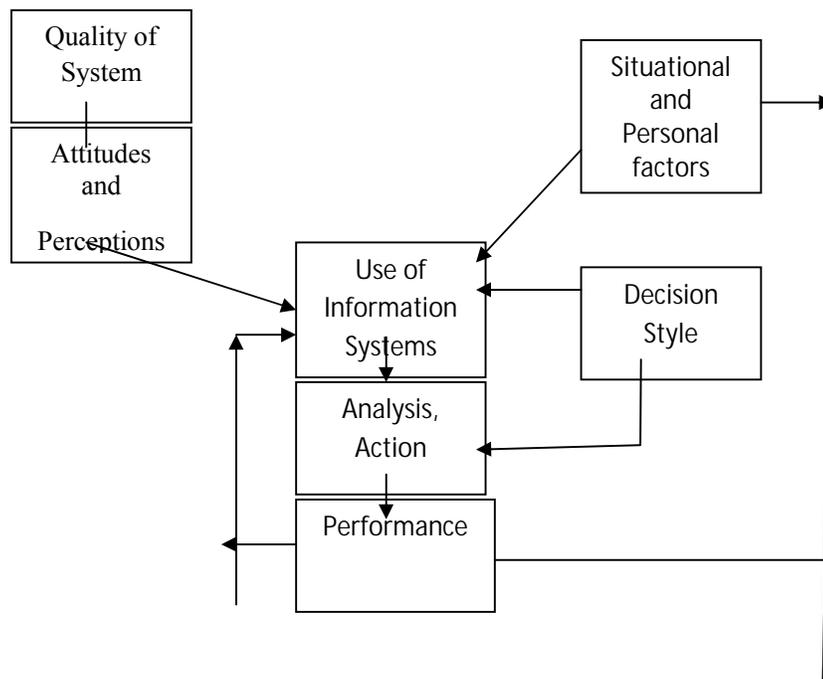 Quality of
System
Attitudes
and
Perceptions
Situational
and
Personal
factors
Use of
Information
Systems
Decision
Style
Analysis,
Action
Performance